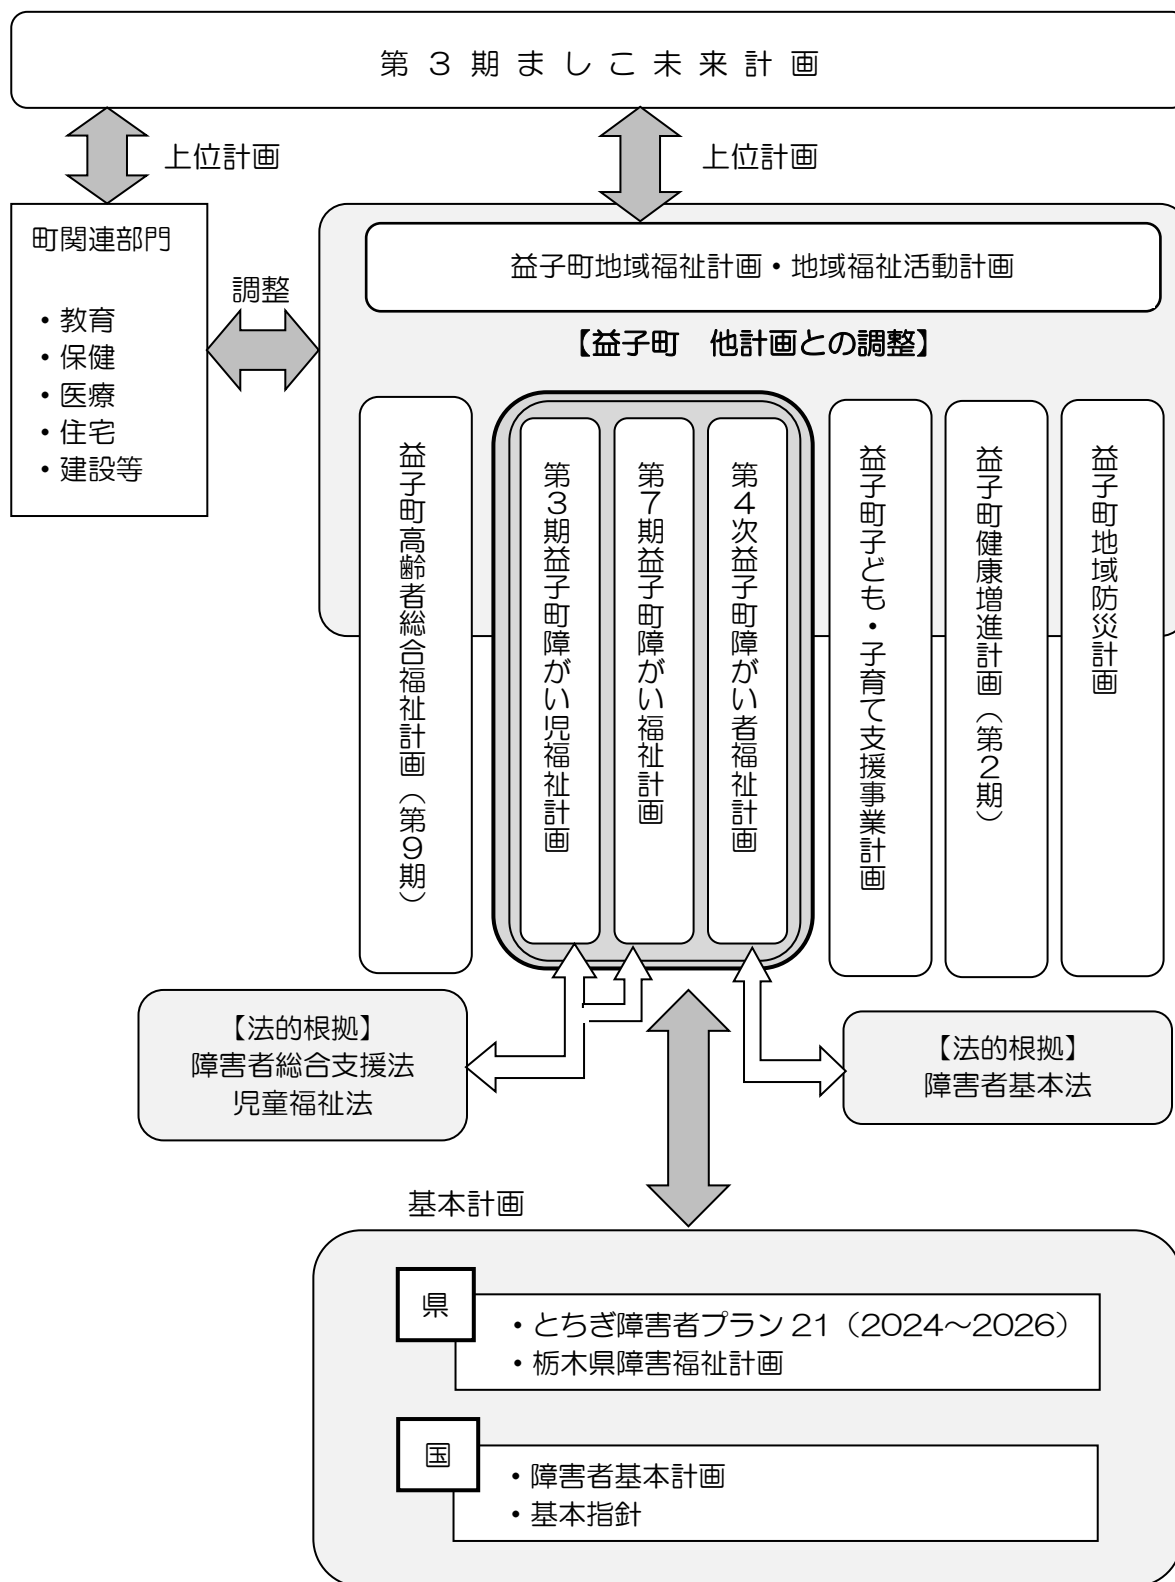 第３期ましこ未来計画
上位計画
上位計画
町関連部門
・教育
・保健
・医療
・住宅
・建設等
調整
益子町地域福祉計画・地域福祉活動計画
【益子町　他計画との調整】
益子町高齢者総合福祉計画（第９期）
第３期益子町障がい児福祉計画
第７期益子町障がい福祉計画
第４次益子町障がい者福祉計画
益子町子ども・子育て支援事業計画
益子町健康増進計画（第２期）
益子町地域防災計画
【法的根拠】
障害者総合支援法
児童福祉法
【法的根拠】
障害者基本法
基本計画
県
・とちぎ障害者プラン21（2024～2026）
・栃木県障害福祉計画
国
・障害者基本計画
・基本指針